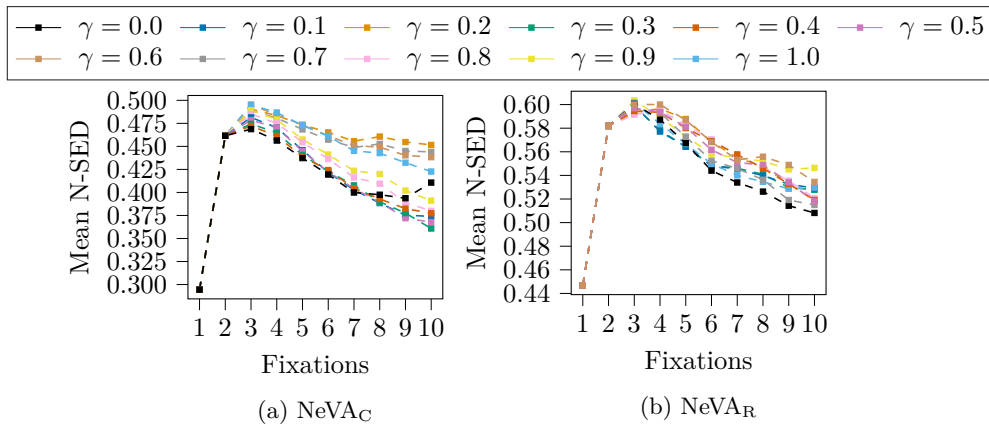 γ = 0.0 γ = 0.1 γ = 0.2 γ = 0.3 γ = 0.4 γ = 0.5
γ = 0.6 γ = 0.7 γ = 0.8 γ = 0.9 γ = 1.0
Mean N-SED
0.500
0.475
0.450
0.425
0.400
0.375
0.350
0.325
0.300
1 2 3 4 5 6 7 8 9 10
Fixations
(a) NeVA_C
Mean N-SED
0.60
0.58
0.56
0.54
0.52
0.50
0.48
0.46
0.44
1 2 3 4 5 6 7 8 9 10
Fixations
(b) NeVA_R